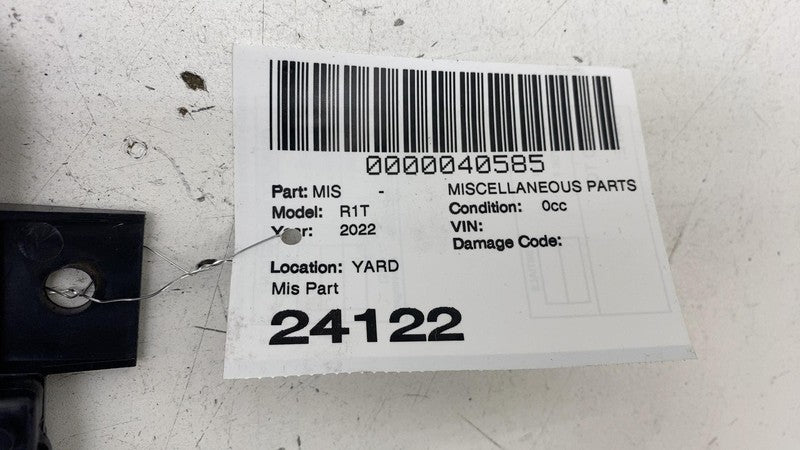 0000040585
Part: MIS - MISCELLANEOUS PARTS
Model: R1T Condition: 0cc
Year: 2022 VIN:
Damage Code:
Location: YARD
Mis Part
24122